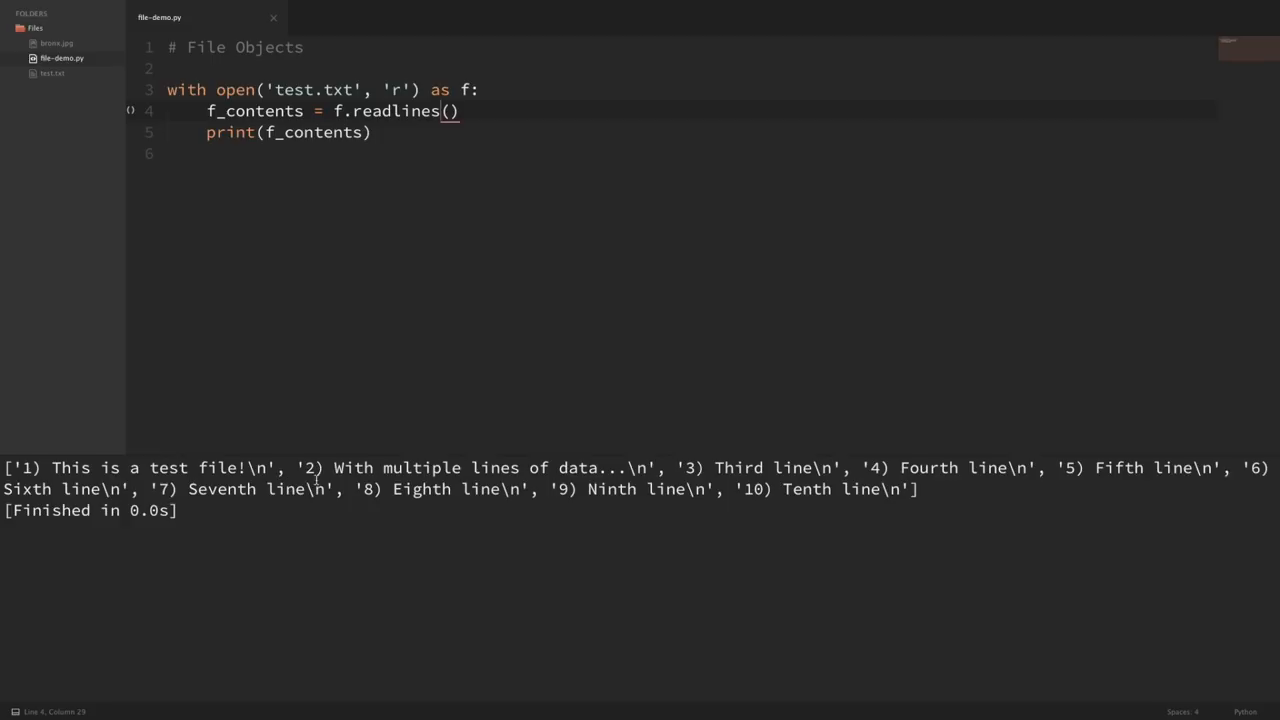 FOLDERS
Files
bronx.jpg
file-demo.py
test.txt
file-demo.py
1 # File Objects
2
3 with open('test.txt', 'r') as f:
() 4 f_contents = f.readlines()
5 print(f_contents)
6
['1) This is a test file!\n', '2) With multiple lines of data...\n', '3) Third line\n', '4) Fourth line\n', '5) Fifth line\n', '6)
Sixth line\n', '7) Seventh line\n', '8) Eighth line\n', '9) Ninth line\n', '10) Tenth line\n']
[Finished in 0.0s]
Line 4, Column 29
Spaces: 4
Python